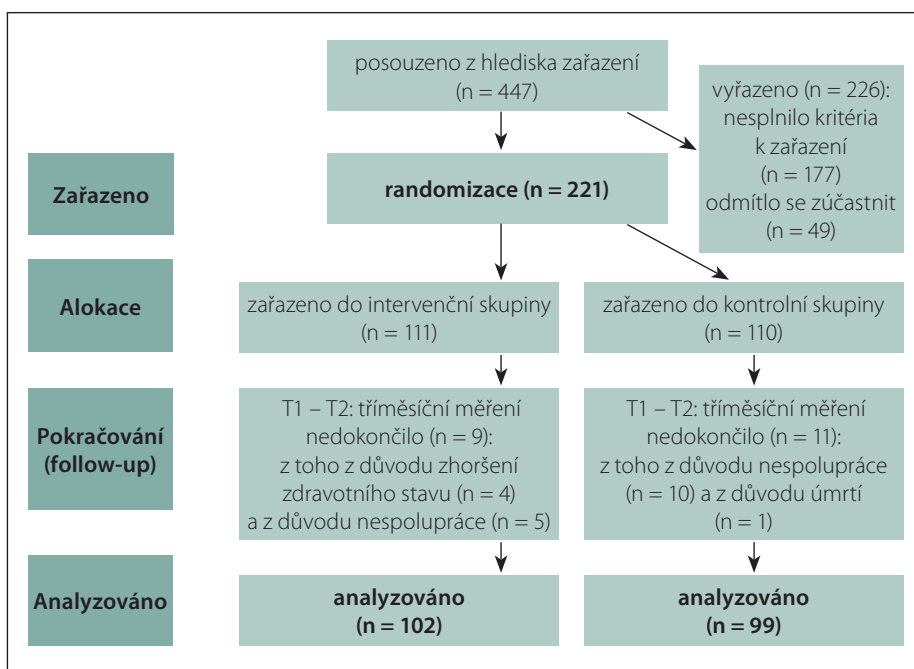 posouzeno z hlediska zařazení
(n = 447)
vyřazeno (n = 226):
nesplnilo kritéria
k zařazení
(n = 177)
odmítlo se zúčastnit
(n = 49)
Zařazeno
randomizace (n = 221)
Alokace
zařazeno do intervenční skupiny
(n = 111)
zařazeno do kontrolní skupiny
(n = 110)
Pokračování
(follow-up)
T1 – T2: tříměsíční měření
nedokončilo (n = 9):
z toho z důvodu zhoršení
zdravotního stavu (n = 4)
a z důvodu nespolupráce (n = 5)
T1 – T2: tříměsíční měření
nedokončilo (n = 11):
z toho z důvodu nespolupráce
(n = 10) a z důvodu úmrtí
(n = 1)
Analyzováno
analyzováno
(n = 102)
analyzováno
(n = 99)